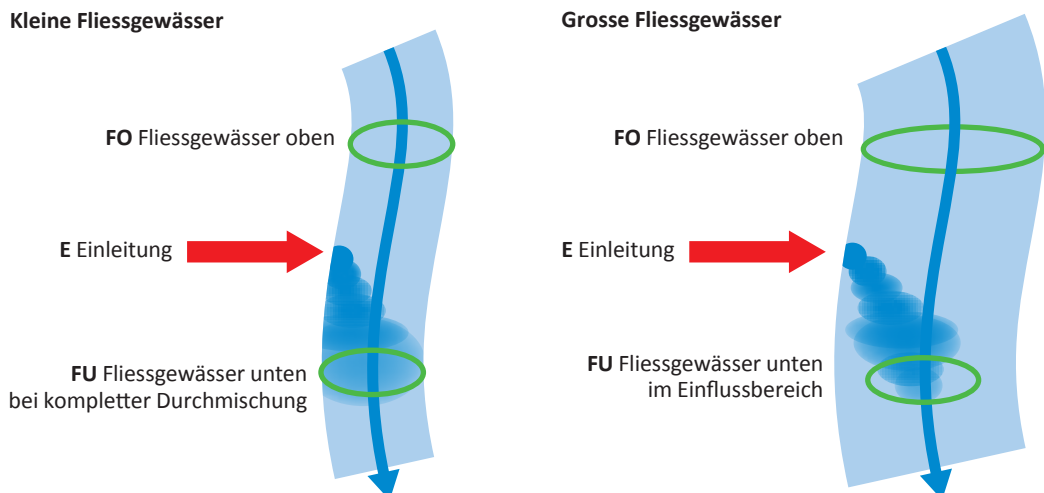 Kleine Fliessgewässer
FO Fliessgewässer oben
E Einleitung
FU Fliessgewässer unten
bei kompletter Durchmischung
Grosse Fliessgewässer
FO Fliessgewässer oben
E Einleitung
FU Fliessgewässer unten
im Einflussbereich